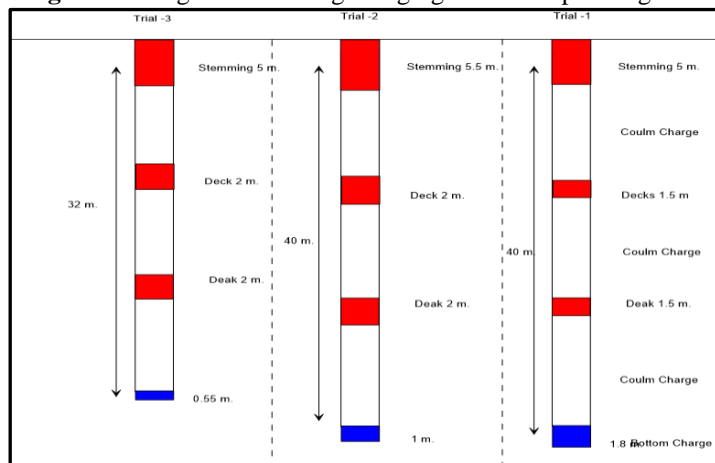 Trial -3
Trial -2
Trial -1
Stemming 5 m.
Deck 2 m.
32 m.
Deak 2 m.
0.55 m.
Stemming 5.5 m.
Deck 2 m.
40 m.
Deak 2 m.
1 m.
Stemming 5 m.
Coulm Charge
Decks 1.5 m
40 m.
Coulm Charge
Deak 1.5 m.
Coulm Charge
1.8 m.
Bottom Charge